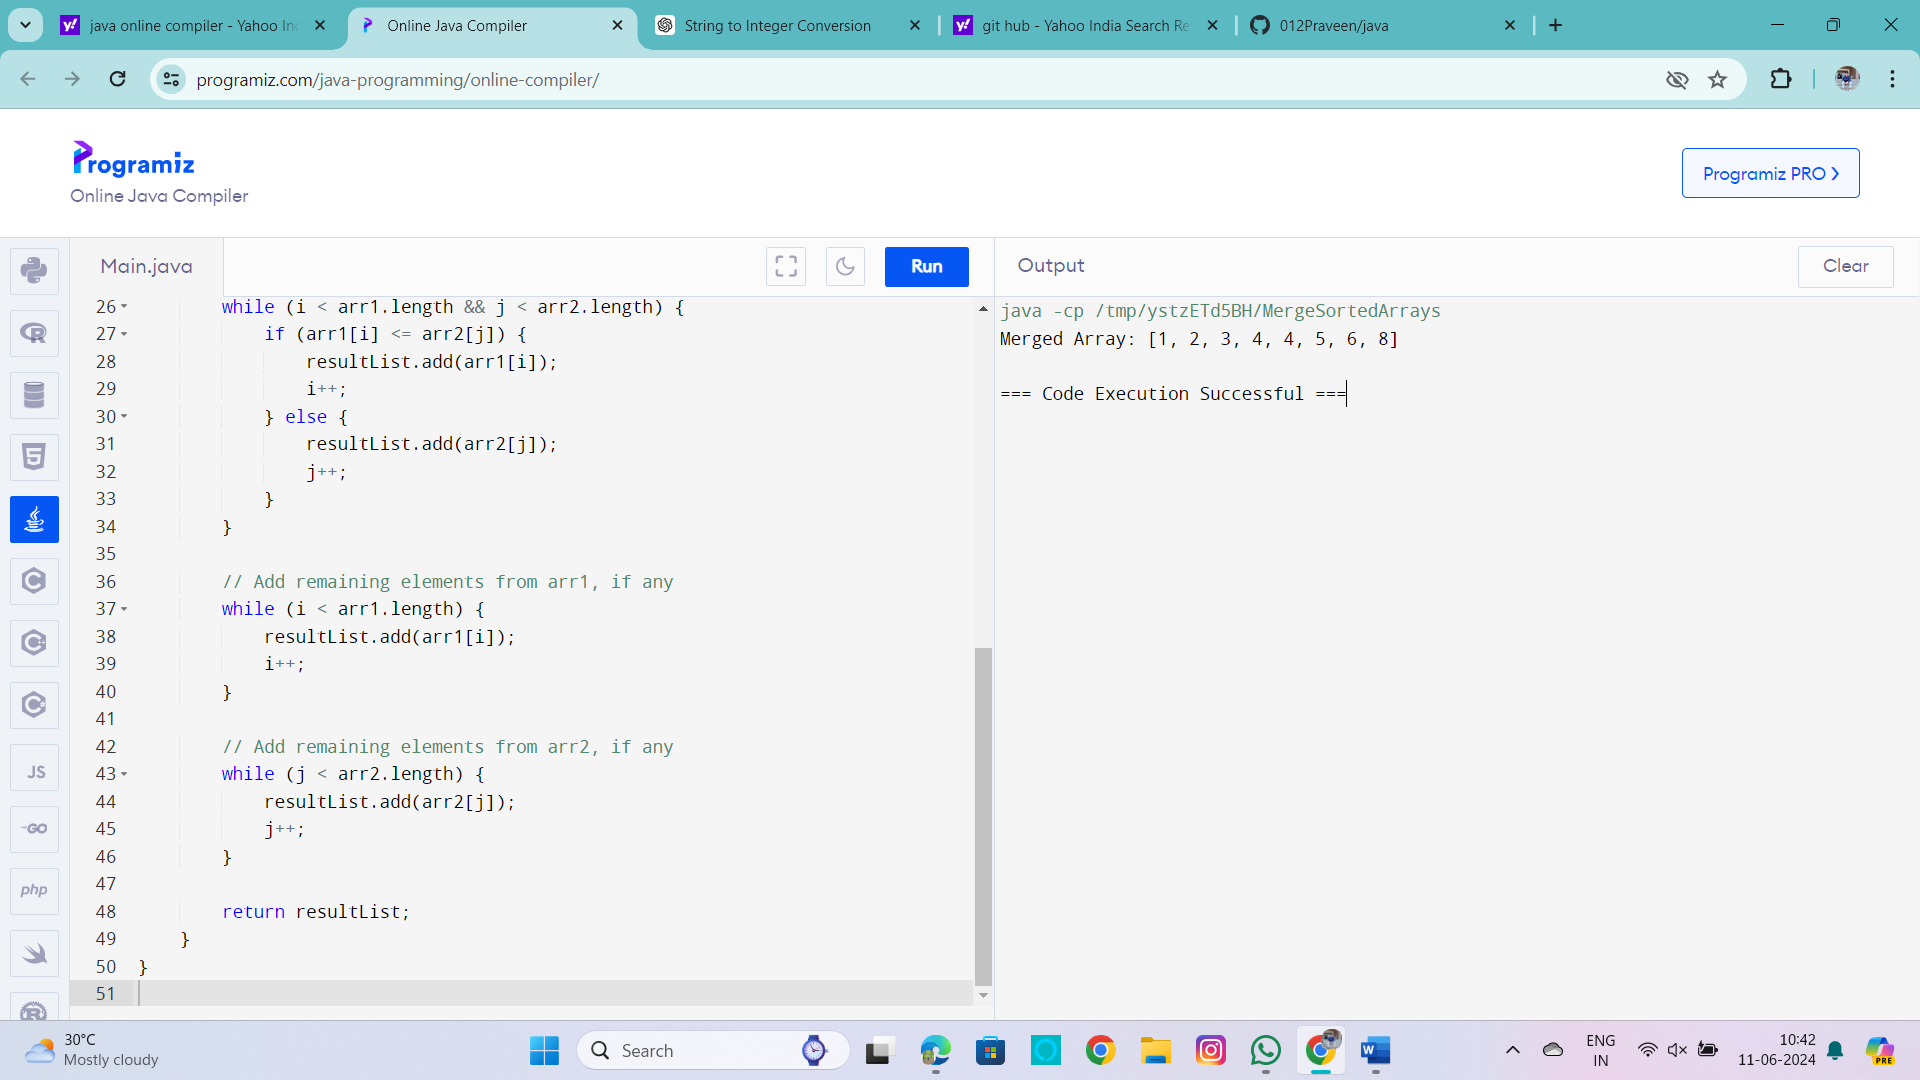 java online compiler - Yahoo Inc
Online Java Compiler
String to Integer Conversion
git hub - Yahoo India Search Re
012Praveen/java
programiz.com/java-programming/online-compiler/
Programiz
Online Java Compiler
Programiz PRO
Main.java
Run
Output
Clear
26 while (i < arr1.length && j < arr2.length) {
27 if (arr1[i] <= arr2[j]) {
28 resultList.add(arr1[i]);
29 i++;
30 } else {
31 resultList.add(arr2[j]);
32 j++;
33 }
34 }
35
36 // Add remaining elements from arr1, if any
37 while (i < arr1.length) {
38 resultList.add(arr1[i]);
39 i++;
40 }
41
42 // Add remaining elements from arr2, if any
43 while (j < arr2.length) {
44 resultList.add(arr2[j]);
45 j++;
46 }
47
48 return resultList;
49 }
50 }
51
java -cp /tmp/ystzETd5BH/MergeSortedArrays
Merged Array: [1, 2, 3, 4, 4, 5, 6, 8]
=== Code Execution Successful ===
JS
GO
php
30°C
Mostly cloudy
Search
ENG
IN
10:42
11-06-2024
PRE